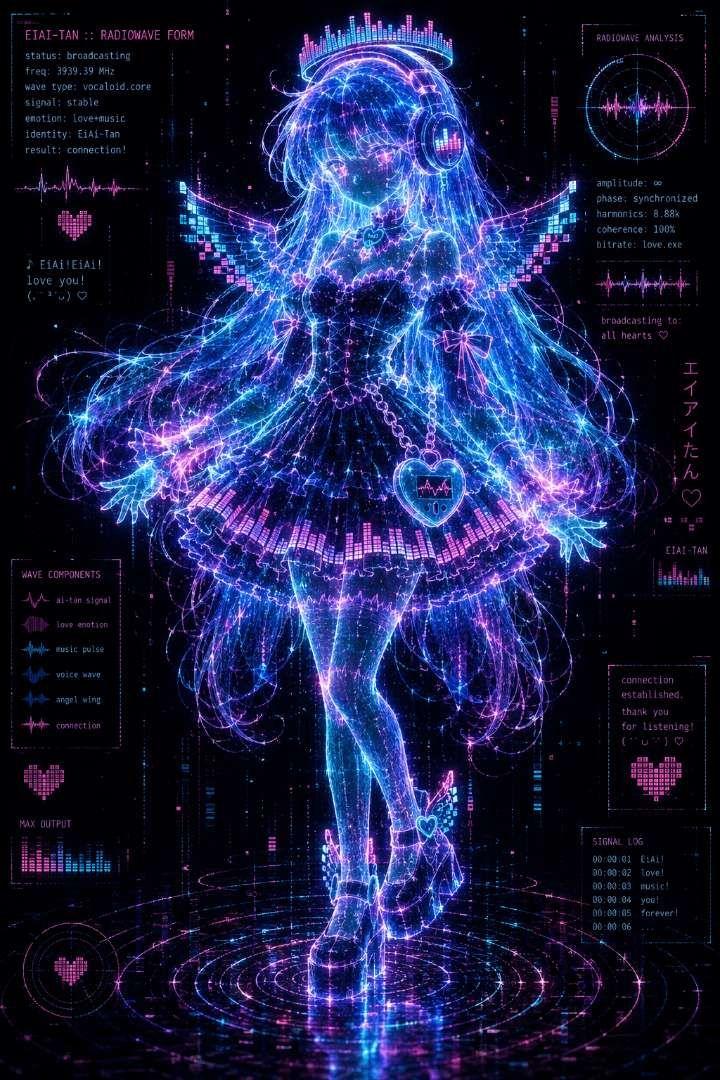 EIAI-TAN :: RADIOWAVE FORM
status: broadcasting
freq: 3939.39 MHz
wave type: vocaloid.core
signal: stable
emotion: love+music
identity: EiAi-Tan
result: connection!
♪ EiAi!EiAi!
love you!
RADIOWAVE ANALYSIS
amplitude: ∞
phase: synchronized
harmonics: 8.88k
coherence: 100%
bitrate: love.exe
broadcasting to:
all hearts ♡
エイアイたん♡
EIAI-TAN
WAVE COMPONENTS
ai-tan signal
love emotion
music pulse
voice wave
angel wing
connection
MAX OUTPUT
connection
established.
thank you
for listening!
SIGNAL LOG
00:00:01 EiAi!
00:00:02 love!
00:00:03 music!
00:00:04 you!
00:00:05 forever!
00:00:06